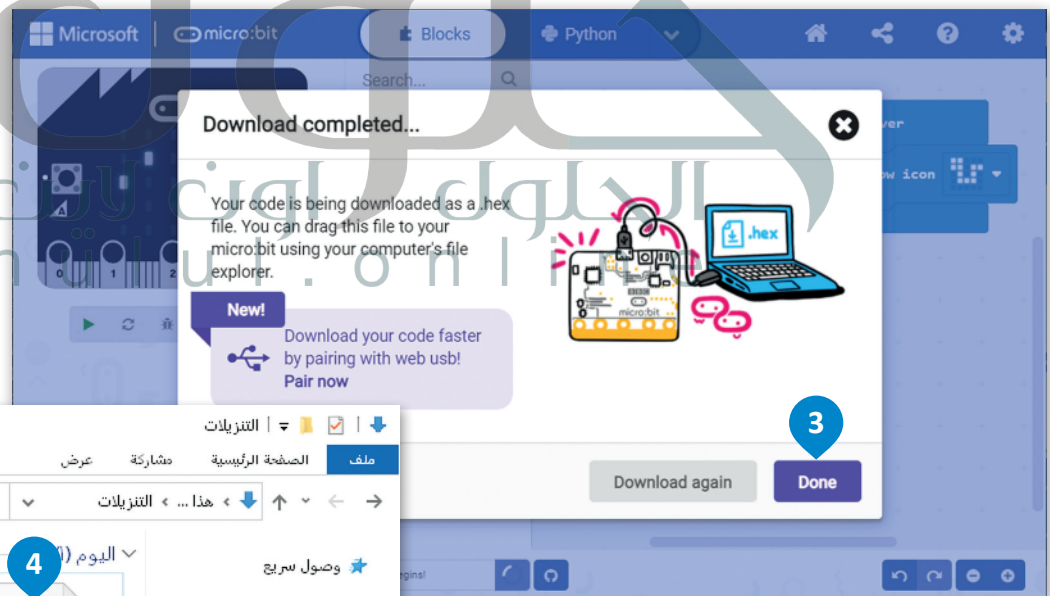 Microsoft | micro:bit
Blocks
Python
Search...
Download completed...
Your code is being downloaded as a .hex
file. You can drag this file to your
micro:bit using your computer's file
explorer.
New!
Download your code faster
by pairing with web usb!
Pair now
.hex
micro:bit
3
Download again
Done
0 1 2
التنزيلات
ملف الصفحة الرئيسية مشاركة عرض
هذا ... › التنزيلات
اليوم
وصول سريع
4